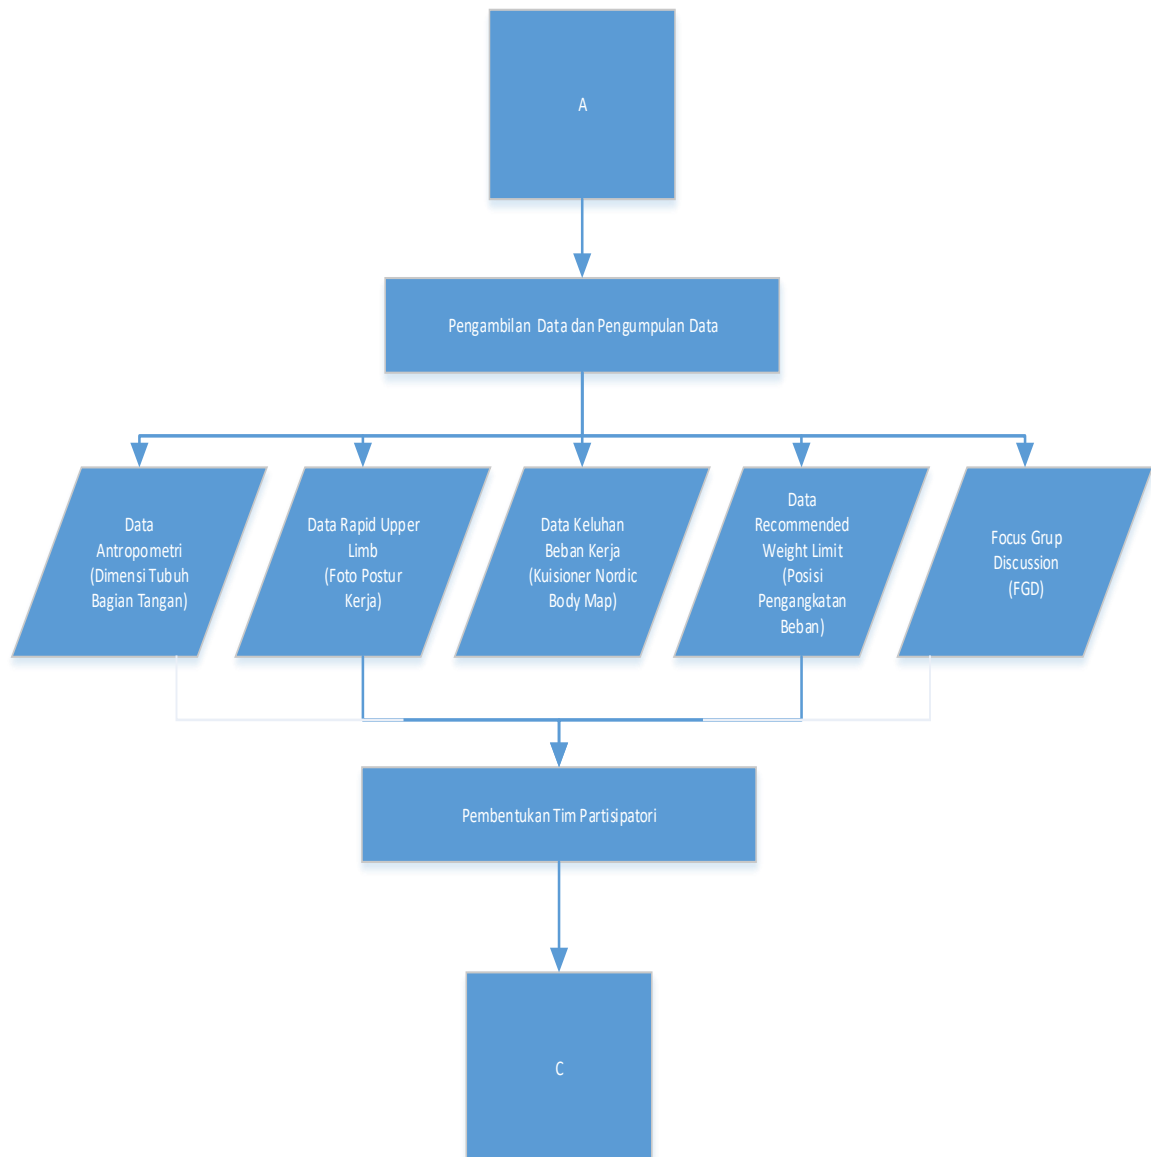 A
Pengambilan Data dan Pengumpulan Data
Data
Antropometri
(Dimensi Tubuh
Bagian Tangan)
Data Rapid Upper
Limb
(Foto Postur
Kerja)
Data Keluhan
Beban Kerja
(Kuisioner Nordic
Body Map)
Data
Recommended
Weight Limit
(Posisi
Pengangkatan
Beban)
Focus Grup
Discussion
(FGD)
Pembentukan Tim Partisipatori
C